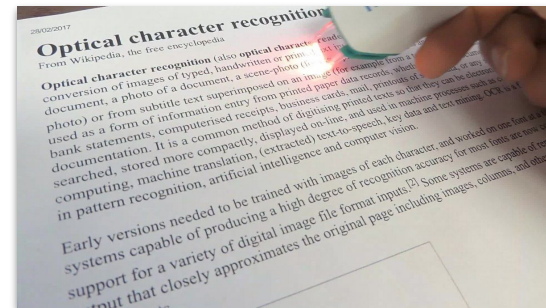 28/02/2017
Optical character recognition
From Wikipedia, the free encyclopedia
Optical character recognition (also optical character
conversion of images of typed, handwritten or
document, a photo of a document, a scene-photo
photo) or from subtitle text superimposed on an image (for example from a
used as a form of information entry from printed paper data records,
bank statements, computerised receipts, business cards, mail, printouts of or any
documentation. It is a common method of digitising printed texts so that they can be
searched, stored more compactly, displayed on-line, and used in machine processes such as
computing, machine translation, (extracted) text-to-speech, key data and text mining. OCR is a
in pattern recognition, artificial intelligence and computer vision.
Early versions needed to be trained with images of each character, and worked on one font at a
systems capable of producing a high degree of recognition accuracy for most fonts are now
support for a variety of digital image file format inputs.[2] Some systems are capable of
output that closely approximates the original page including images, columns, and